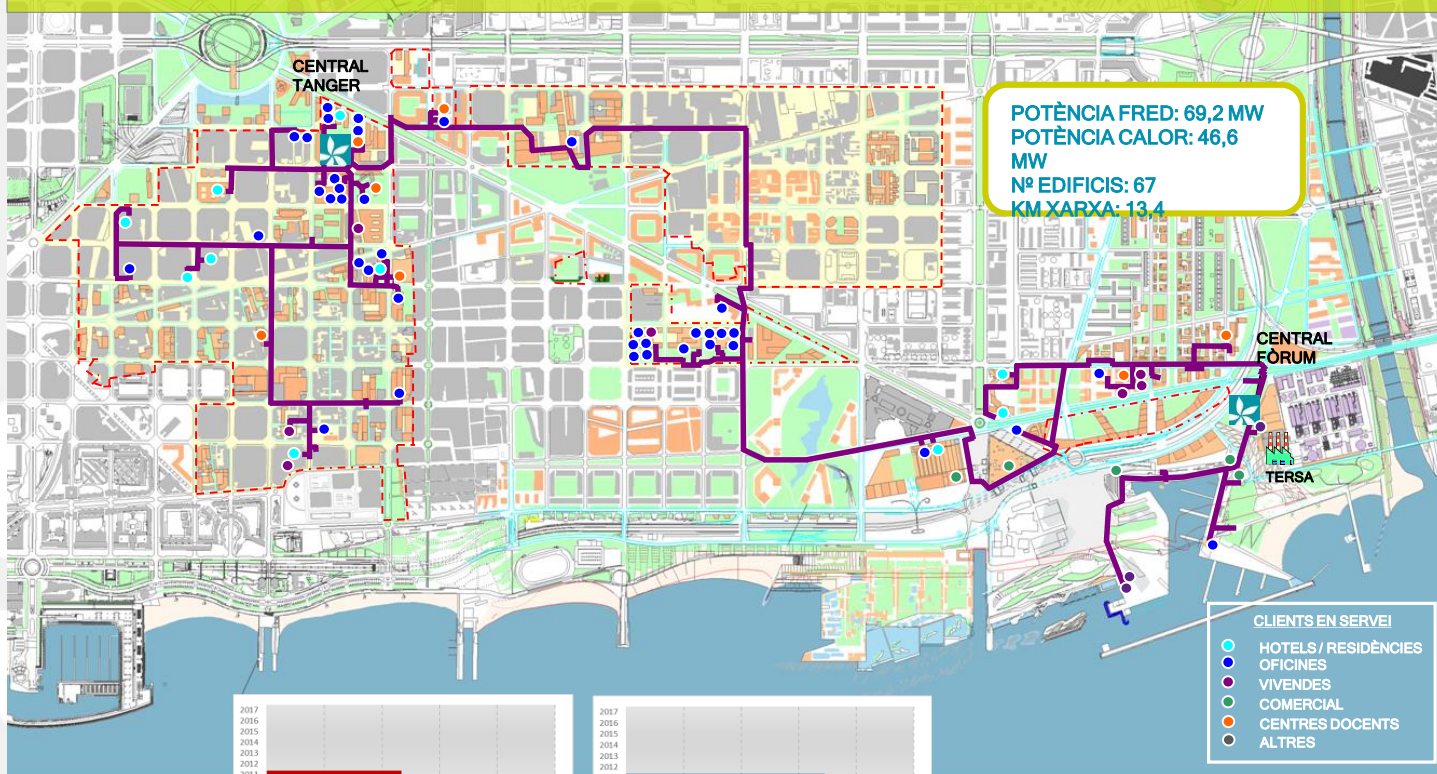 CENTRAL
TANGER
POTÈNCIA FRED: 69,2 MW
POTÈNCIA CALOR: 46,6
MW
Nº EDIFICIS: 67
KM XARXA: 13,4
CENTRAL
FÒRUM
TERSA
CLIENTS EN SERVEI
HOTELS / RESIDÈNCIES
OFICINES
VIVENDES
COMERCIAL
CENTRES DOCENTS
ALTRES
2017
2016
2015
2014
2013
2012
2011
2017
2016
2015
2014
2013
2012